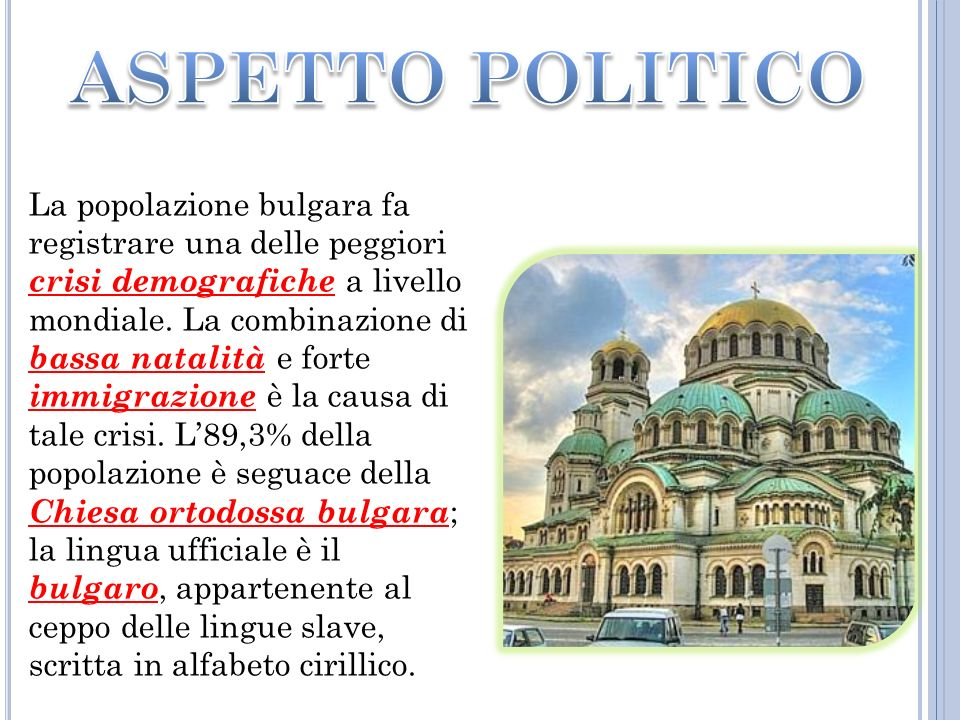 ASPETTO POLITICO
La popolazione bulgara fa
registrare una delle peggiori
crisi demografiche a livello
mondiale. La combinazione di
bassa natalità e forte
immigrazione è la causa di
tale crisi. L’89,3% della
popolazione è seguace della
Chiesa ortodossa bulgara;
la lingua ufficiale è il
bulgaro, appartenente al
ceppo delle lingue slave,
scritta in alfabeto cirillico.